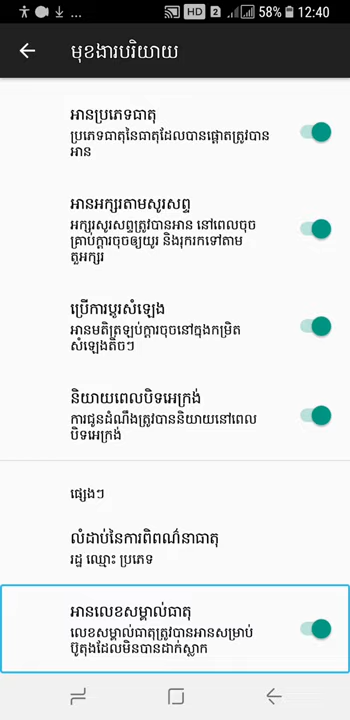 ... HD 2 58% 12:40
មុខងារបរិយាយ
អានប្រភេទធាតុ
ប្រភេទធាតុនៃធាតុដែលបានផ្តោតត្រូវបាន
អាន
អានអក្សរតាមសូរសព្ទ
អក្សរសូរសព្ទត្រូវបានអាន នៅពេលចុច
គ្រាប់ក្តារចុចឲ្យយូរ និងរុករកទៅតាម
តួអក្សរ
ប្រើការប្តូរសំឡេង
អានមតិត្រឡប់ក្តារចុចនៅក្នុងកម្រិត
សំឡេងតិចៗ
និយាយពេលបិទអេក្រង់
ការជូនដំណឹងត្រូវបាននិយាយនៅពេល
បិទអេក្រង់
ផ្សេងៗ
លំដាប់នៃការពិពណ៌នាធាតុ
រដ្ឋ ឈ្មោះ ប្រភេទ
អានលេខសម្គាល់ធាតុ
លេខសម្គាល់ធាតុត្រូវបានអានសម្រាប់
ប៊ូតុងដែលមិនបានដាក់ស្លាក